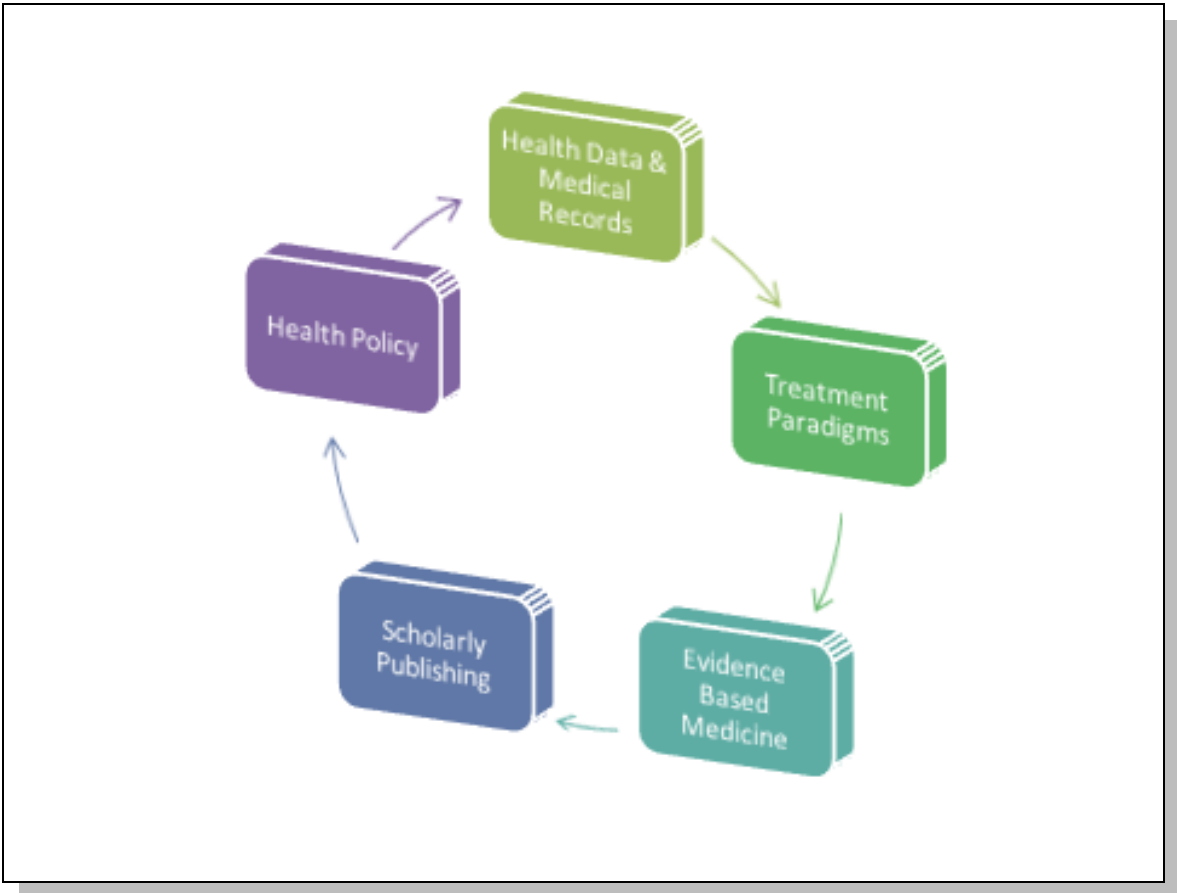 Health Data &
Medical
Records
Treatment
Paradigms
Evidence
Based
Medicine
Scholarly
Publishing
Health Policy